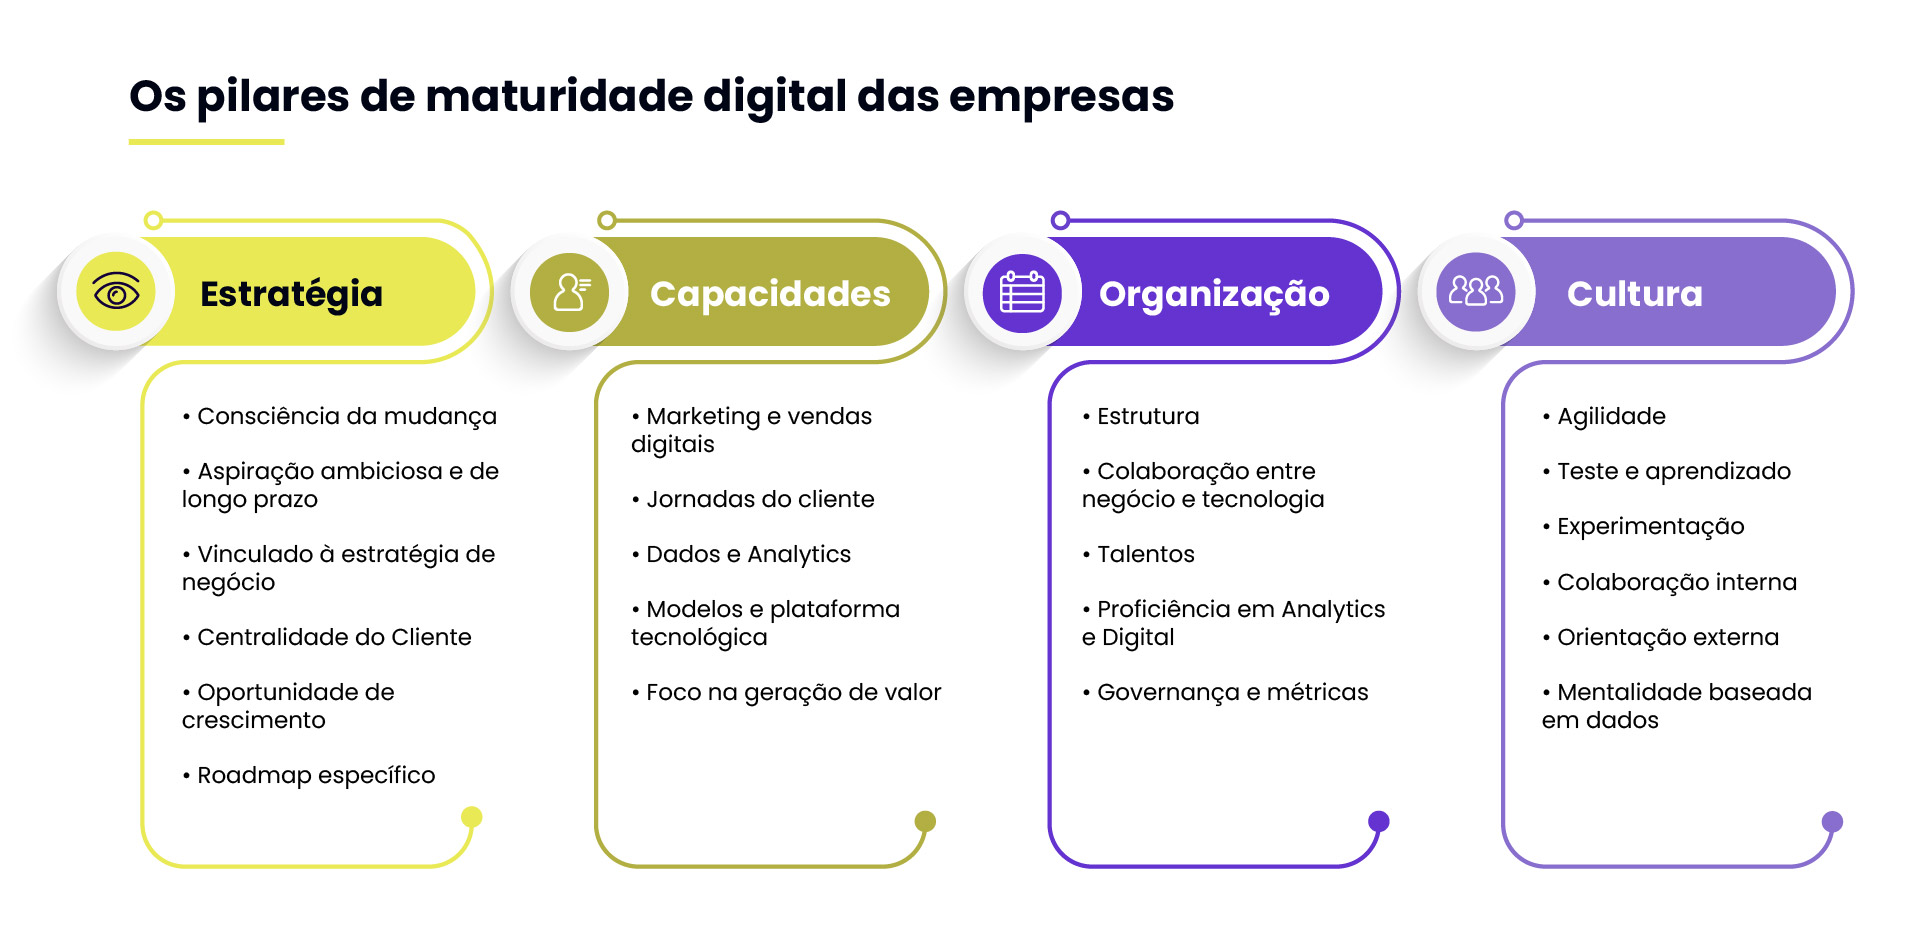 Os pilares de maturidade digital das empresas
Estratégia
• Consciência da mudança
• Aspiração ambiciosa e de
longo prazo
• Vinculado à estratégia de
negócio
• Centralidade do Cliente
• Oportunidade de
crescimento
• Roadmap específico
Capacidades
• Marketing e vendas
digitais
• Jornadas do cliente
• Dados e Analytics
• Modelos e plataforma
tecnológica
• Foco na geração de valor
Organização
• Estrutura
• Colaboração entre
negócio e tecnologia
• Talentos
• Proficiência em Analytics
e Digital
• Governança e métricas
Cultura
• Agilidade
• Teste e aprendizado
• Experimentação
• Colaboração interna
• Orientação externa
• Mentalidade baseada
em dados